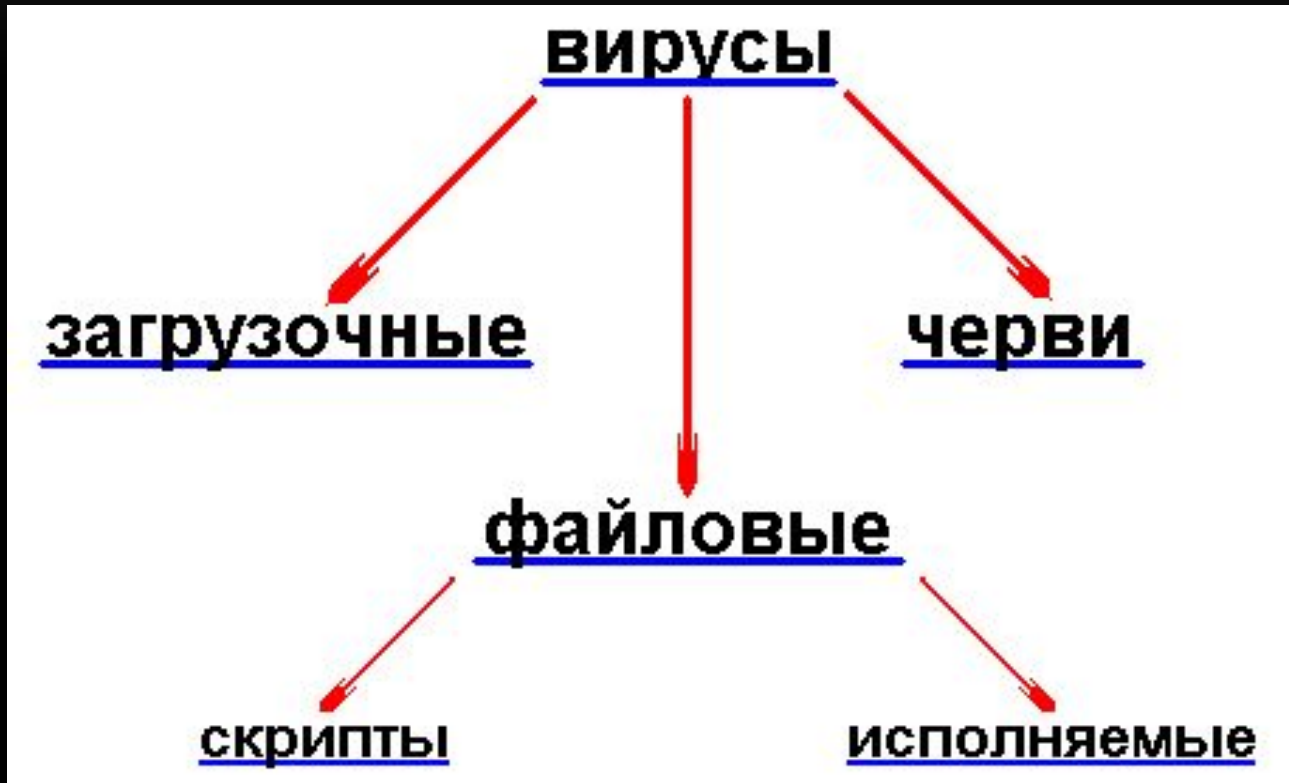 вирусы
загрузочные
черви
файловые
скрипты
исполняемые